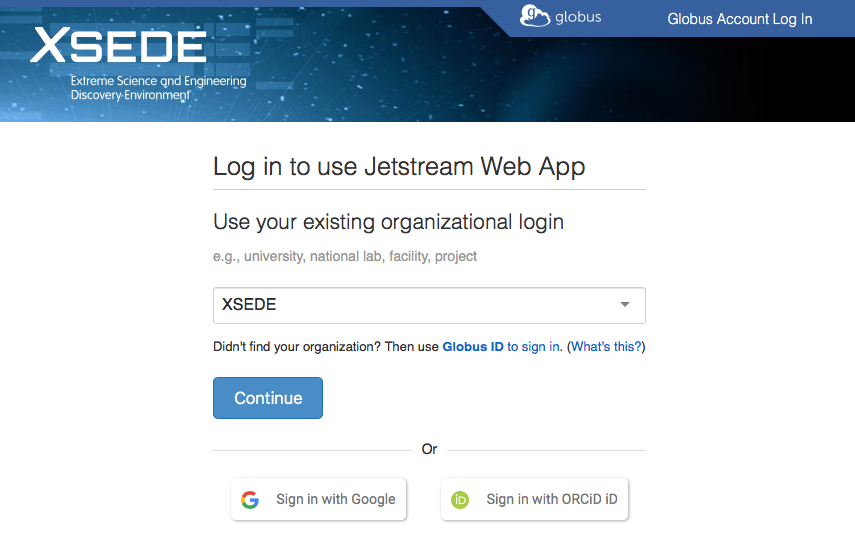 globus
Globus Account Log In
XSEDE
Extreme Science and Engineering
Discovery Environment
Log in to use Jetstream Web App
Use your existing organizational login
e.g., university, national lab, facility, project
XSEDE
Didn't find your organization? Then use Globus ID to sign in. (What's this?)
Continue
Or
G Sign in with Google
iD Sign in with ORCiD iD